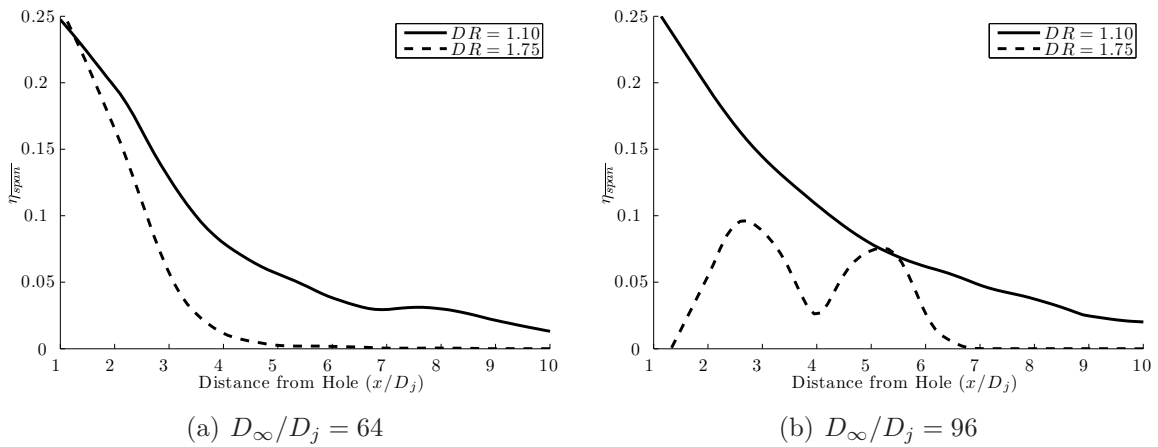 0.25
0.2
0.15
0.1
0.05
0
η_span
1 2 3 4 5 6 7 8 9 10
Distance from Hole (x/D_j)
DR = 1.10
DR = 1.75
(a) D_∞/D_j = 64
0.25
0.2
0.15
0.1
0.05
0
η_span
1 2 3 4 5 6 7 8 9 10
Distance from Hole (x/D_j)
DR = 1.10
DR = 1.75
(b) D_∞/D_j = 96